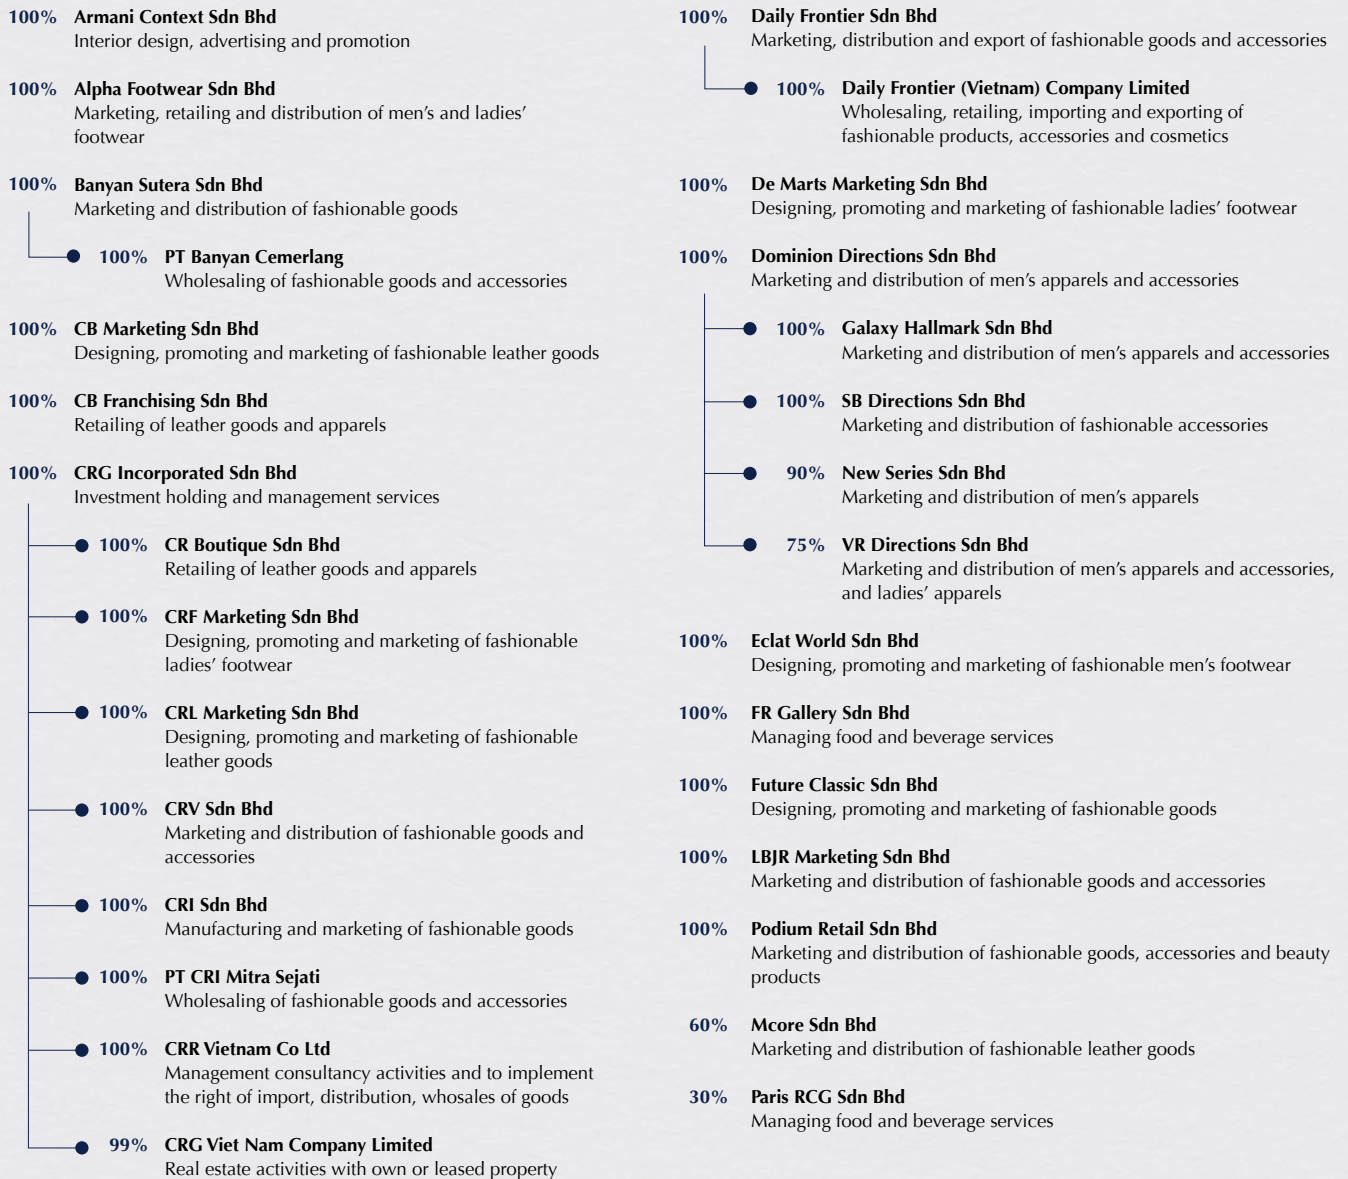 100% Armani Context Sdn Bhd
Interior design, advertising and promotion
100% Alpha Footwear Sdn Bhd
Marketing, retailing and distribution of men's and ladies'
footwear
100% Banyan Sutera Sdn Bhd
Marketing and distribution of fashionable goods
100% PT Banyan Cemerlang
Wholesaling of fashionable goods and accessories
100% CB Marketing Sdn Bhd
Designing, promoting and marketing of fashionable leather goods
100% CB Franchising Sdn Bhd
Retailing of leather goods and apparels
100% CRG Incorporated Sdn Bhd
Investment holding and management services
100% CR Boutique Sdn Bhd
Retailing of leather goods and apparels
100% CRF Marketing Sdn Bhd
Designing, promoting and marketing of fashionable
ladies' footwear
100% CRL Marketing Sdn Bhd
Designing, promoting and marketing of fashionable
leather goods
100% CRV Sdn Bhd
Marketing and distribution of fashionable goods and
accessories
100% CRI Sdn Bhd
Manufacturing and marketing of fashionable goods
100% PT CRI Mitra Sejati
Wholesaling of fashionable goods and accessories
100% CRR Vietnam Co Ltd
Management consultancy activities and to implement
the right of import, distribution, whosales of goods
99% CRG Viet Nam Company Limited
Real estate activities with own or leased property
100% Daily Frontier Sdn Bhd
Marketing, distribution and export of fashionable goods and accessories
100% Daily Frontier (Vietnam) Company Limited
Wholesaling, retailing, importing and exporting of
fashionable products, accessories and cosmetics
100% De Marts Marketing Sdn Bhd
Designing, promoting and marketing of fashionable ladies' footwear
100% Dominion Directions Sdn Bhd
Marketing and distribution of men's apparels and accessories
100% Galaxy Hallmark Sdn Bhd
Marketing and distribution of men's apparels and accessories
100% SB Directions Sdn Bhd
Marketing and distribution of fashionable accessories
90% New Series Sdn Bhd
Marketing and distribution of men's apparels
75% VR Directions Sdn Bhd
Marketing and distribution of men's apparels and accessories,
and ladies' apparels
100% Eclat World Sdn Bhd
Designing, promoting and marketing of fashionable men's footwear
100% FR Gallery Sdn Bhd
Managing food and beverage services
100% Future Classic Sdn Bhd
Designing, promoting and marketing of fashionable goods
100% LBJR Marketing Sdn Bhd
Marketing and distribution of fashionable goods and accessories
100% Podium Retail Sdn Bhd
Marketing and distribution of fashionable goods, accessories and beauty
products
60% Mcore Sdn Bhd
Marketing and distribution of fashionable leather goods
30% Paris RCG Sdn Bhd
Managing food and beverage services